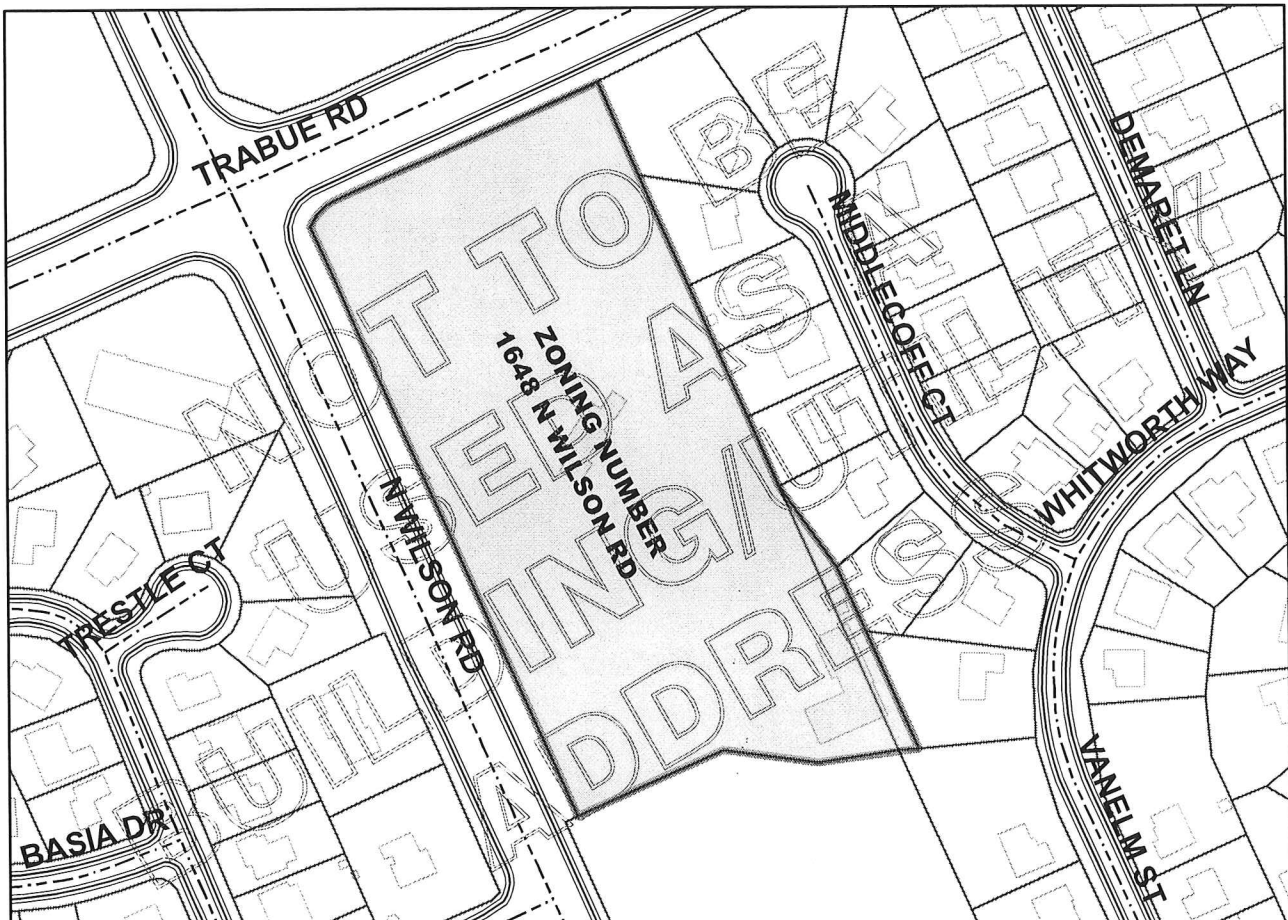 TRABUE RD
DEMARET LN
MIDDLECOFF CT
WHITWORTH WAY
ZONING NUMBER
1648 N WILSON RD
N WILSON RD
TRESTLE CT
BASIA DR
VANELM ST
NOT TO BE
USED AS
BUILDING/UTILITY
ADDRESS